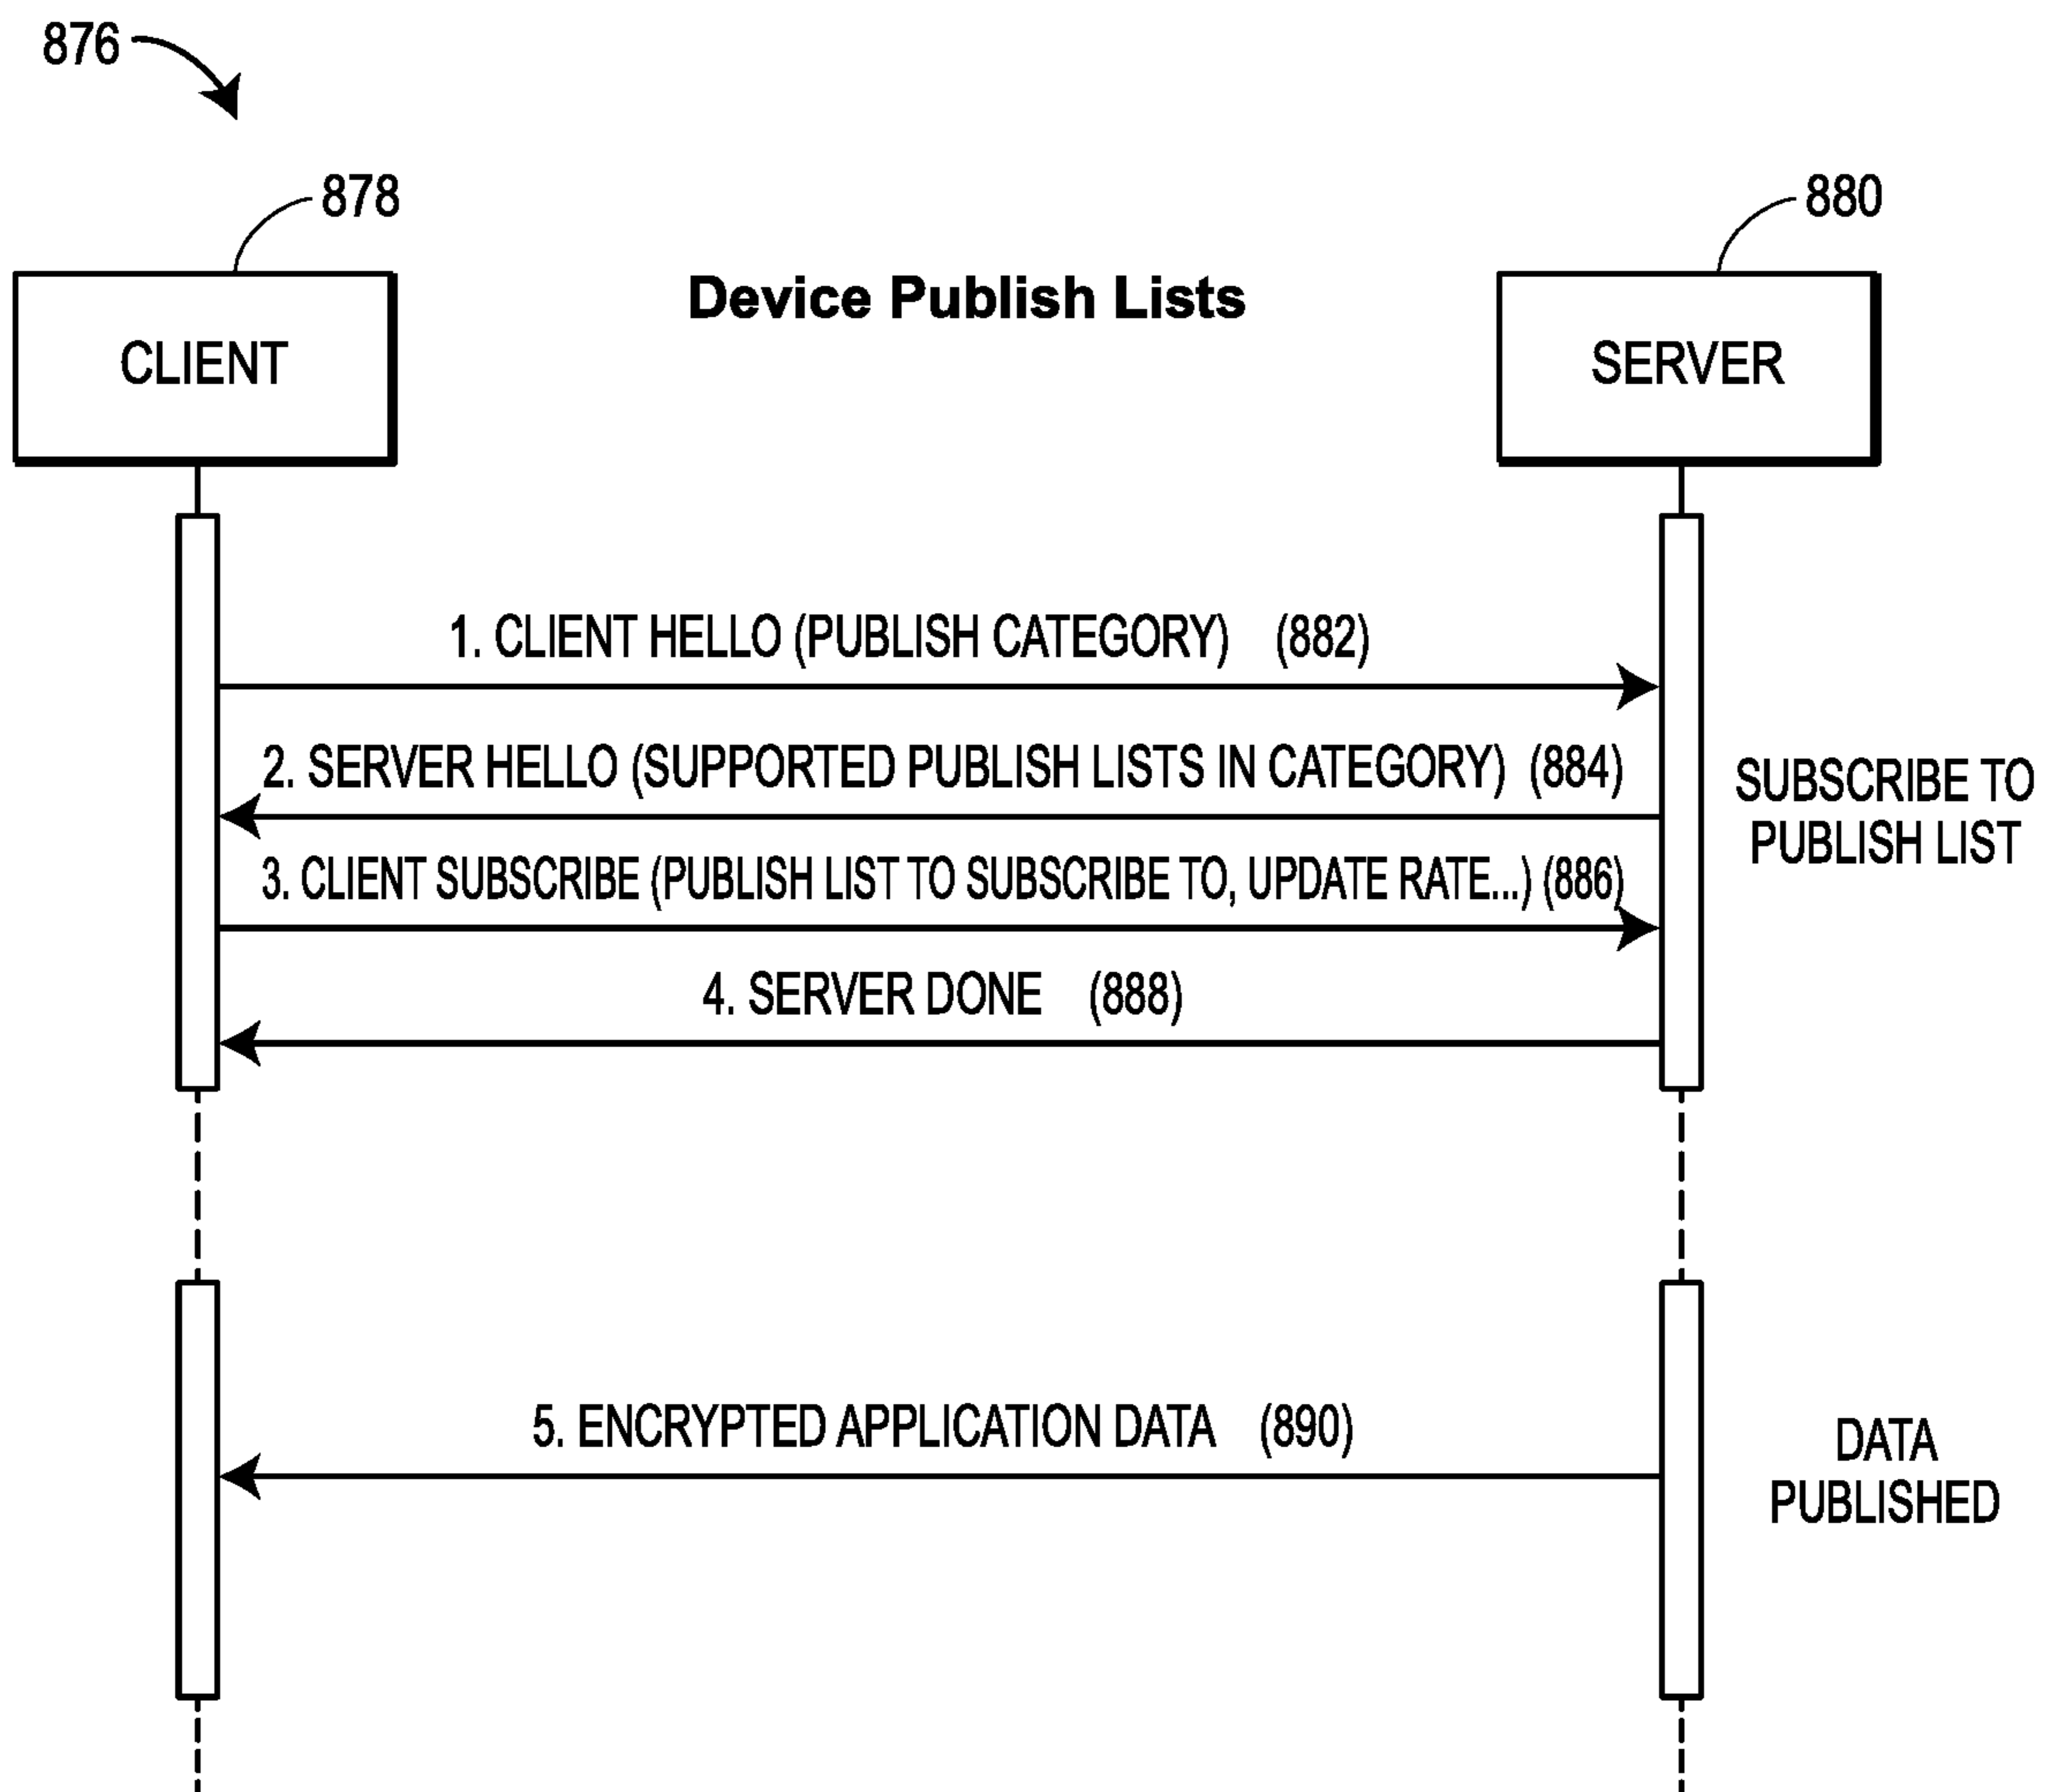 876
878
880
Device Publish Lists
CLIENT
SERVER
1. CLIENT HELLO (PUBLISH CATEGORY) (882)
2. SERVER HELLO (SUPPORTED PUBLISH LISTS IN CATEGORY) (884)
SUBSCRIBE TO
PUBLISH LIST
3. CLIENT SUBSCRIBE (PUBLISH LIST TO SUBSCRIBE TO, UPDATE RATE...) (886)
4. SERVER DONE (888)
5. ENCRYPTED APPLICATION DATA (890)
DATA
PUBLISHED